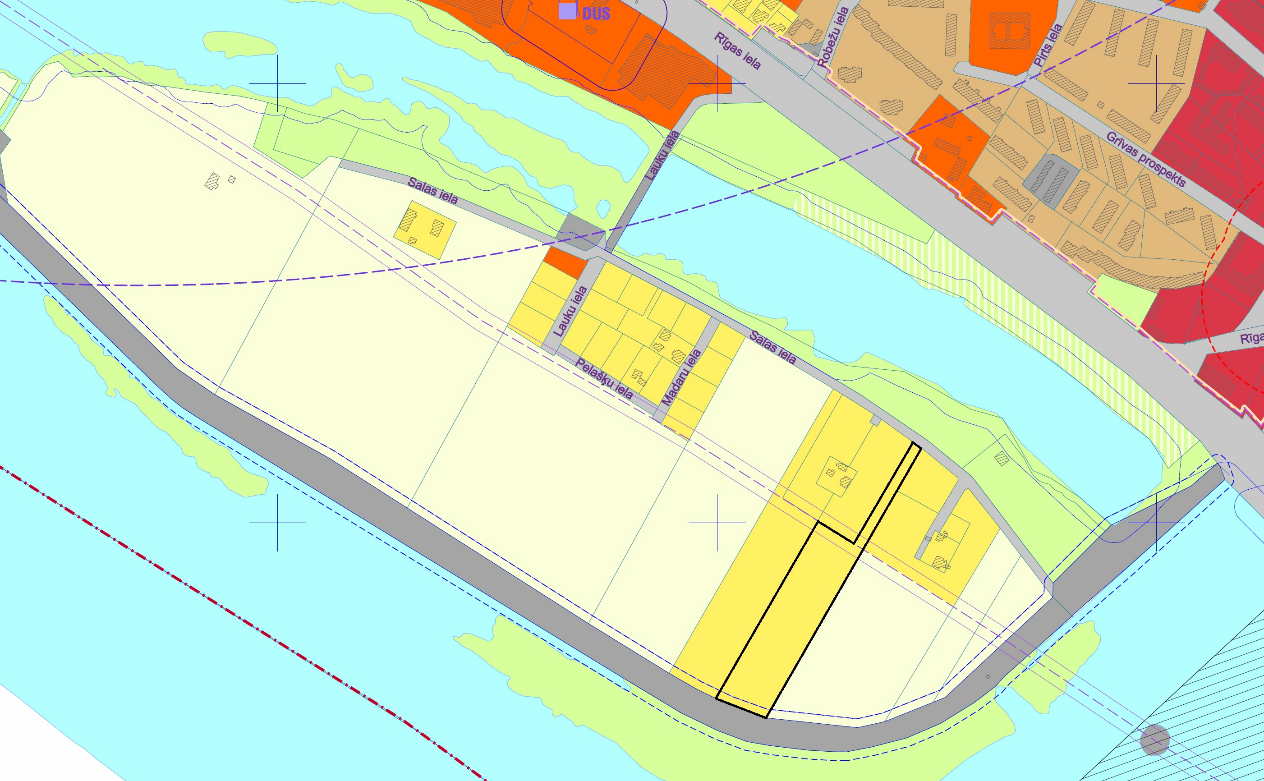 DUS
Rīgas iela
Robežu iela
Pirts iela
Grīvas prospekts
Lauku iela
Salas iela
Lauku iela
Salas iela
Madaru iela
Pelašķu iela
Rīga